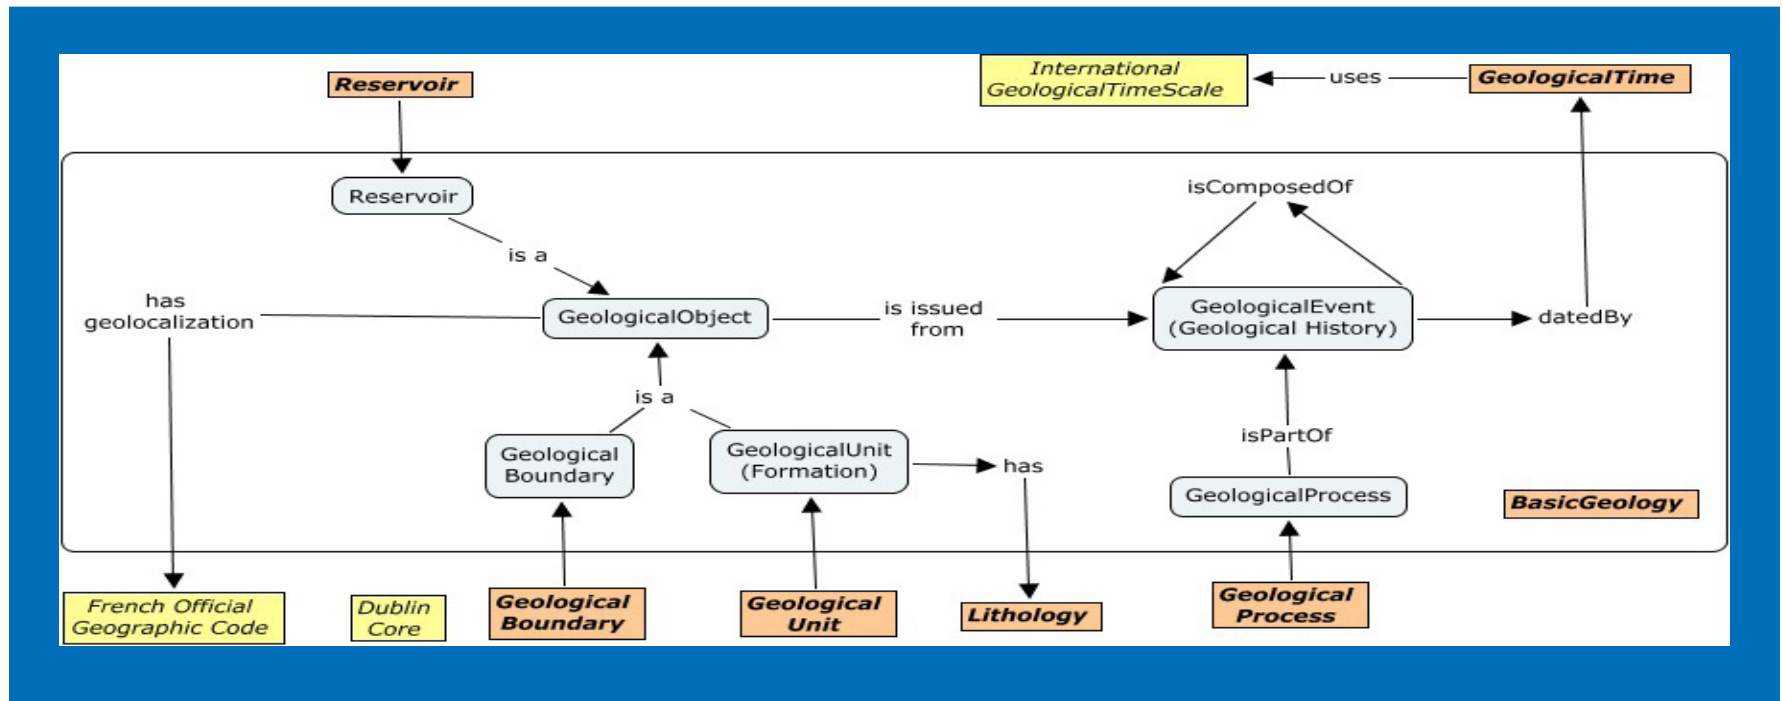 Reservoir
International
GeologicalTimeScale
uses
GeologicalTime
Reservoir
isComposedOf
is a
has
geolocalization
GeologicalObject
is issued
from
GeologicalEvent
(Geological History)
datedBy
is a
Geological
Boundary
GeologicalUnit
(Formation)
has
isPartOf
GeologicalProcess
BasicGeology
French Official
Geographic Code
Dublin
Core
Geological
Boundary
Geological
Unit
Lithology
Geological
Process